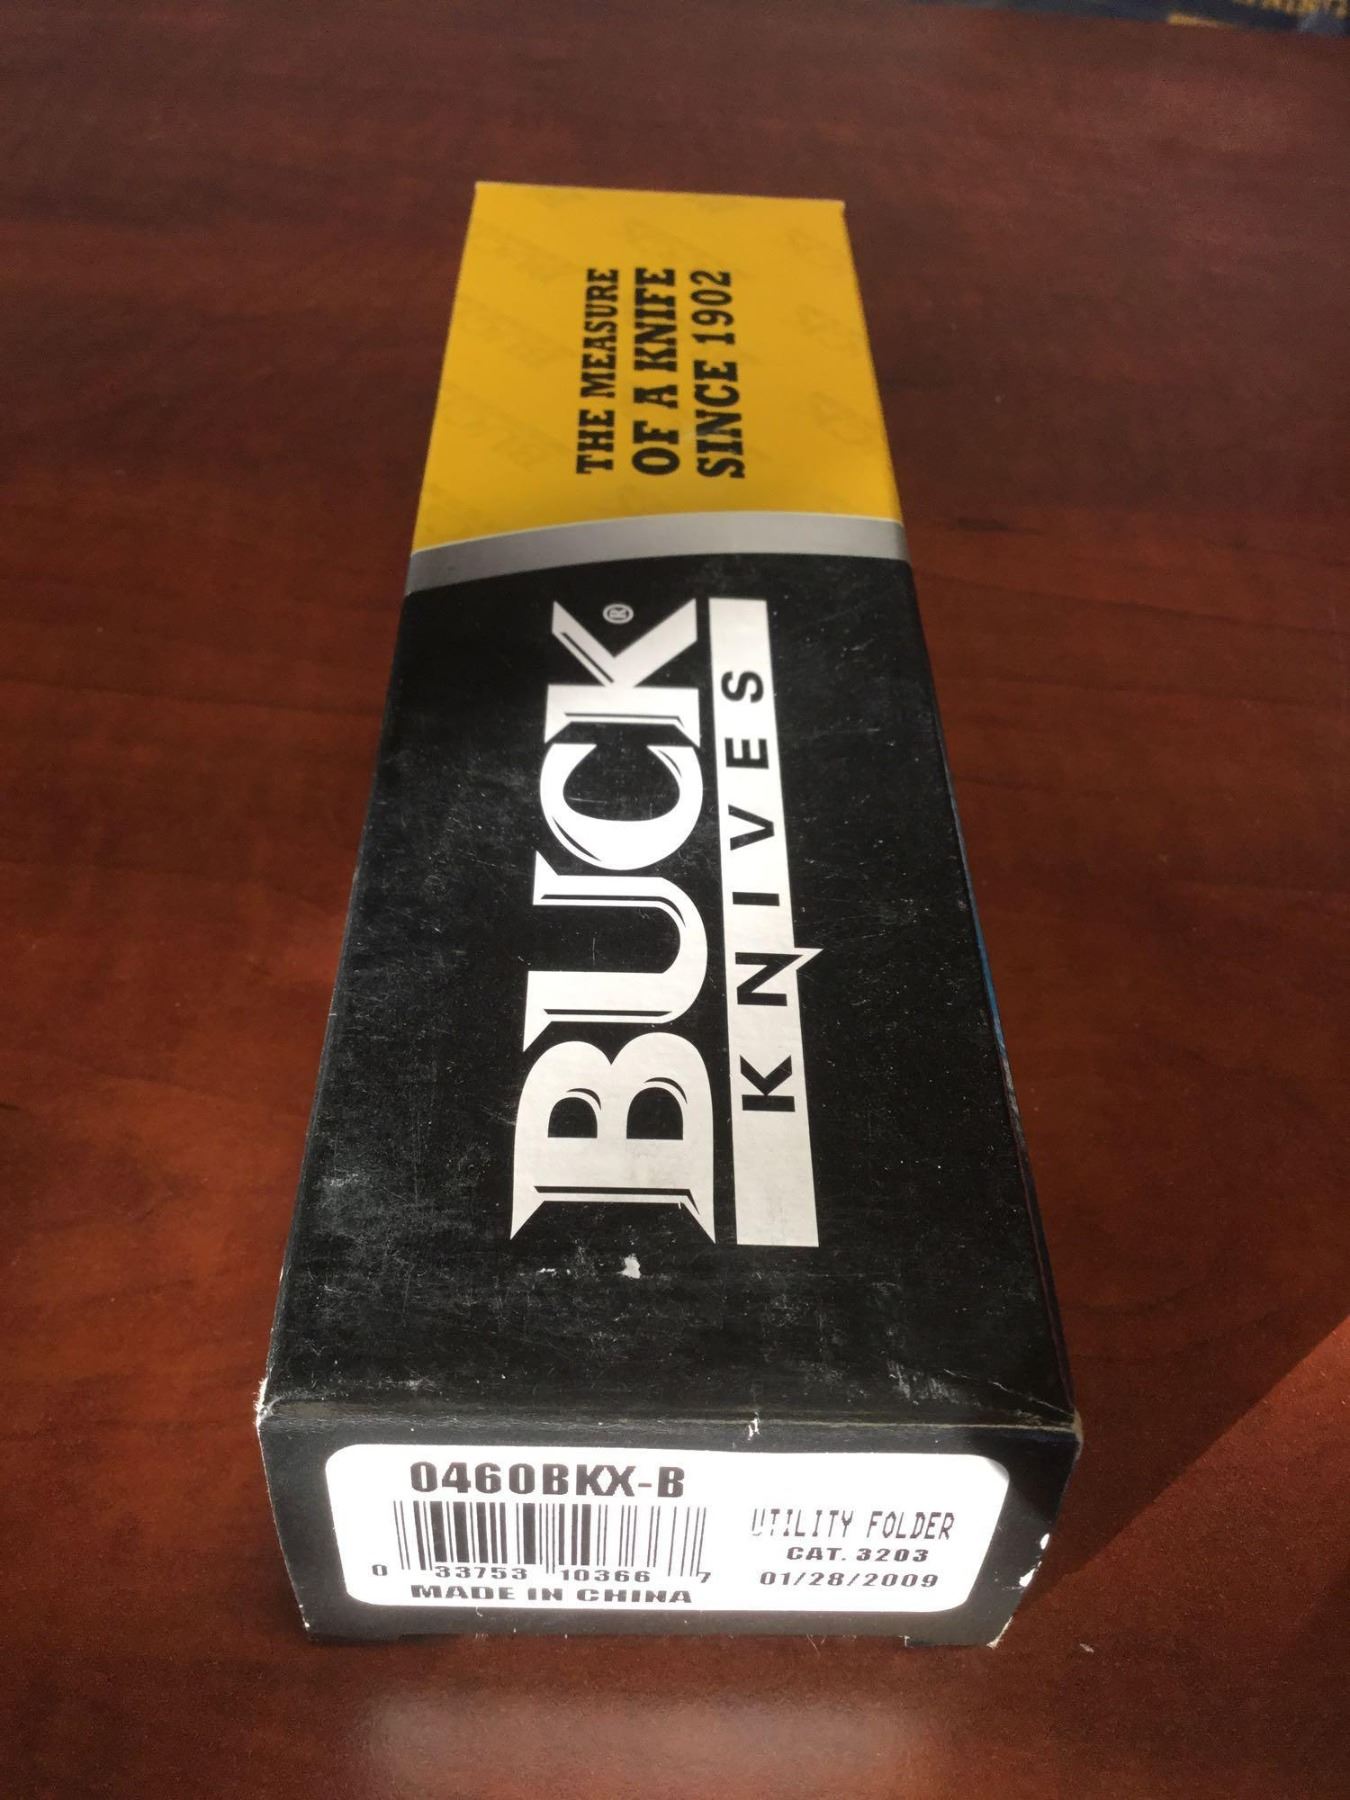 THE MEASURE
OF A KNIFE
SINCE 1902
BUCK®
KNIVES
0460BKX-B
UTILITY FOLDER
CAT. 3203
0 33753 10366 7
01/28/2009
MADE IN CHINA